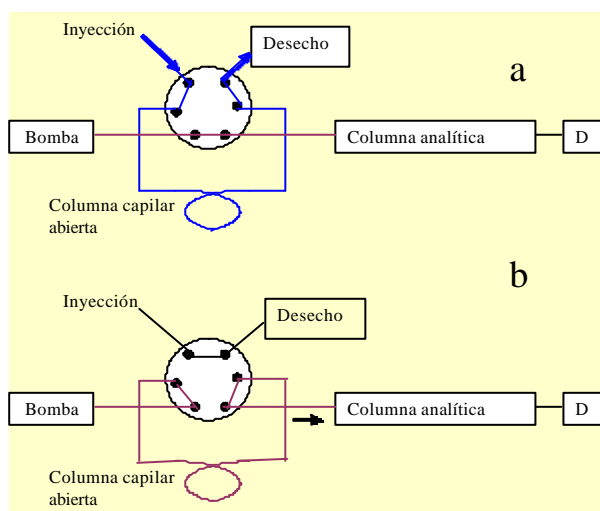 Inyección
Desecho
a
Bomba
Columna analítica
D
Columna capilar
abierta
b
Inyección
Desecho
Bomba
Columna analítica
D
Columna capilar
abierta